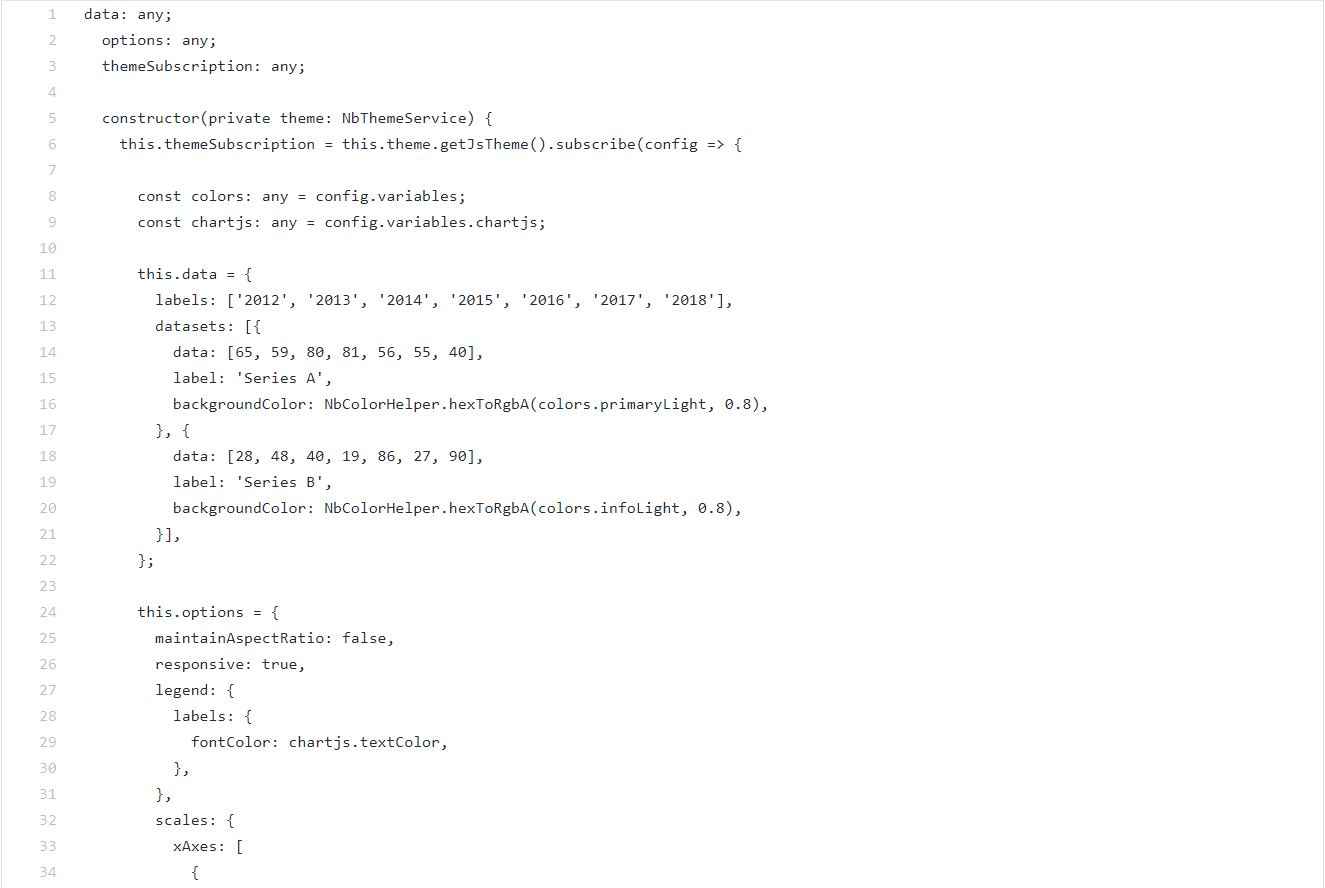 1 data: any;
2   options: any;
3   themeSubscription: any;
4
5   constructor(private theme: NbThemeService) {
6     this.themeSubscription = this.theme.getJsTheme().subscribe(config => {
7
8       const colors: any = config.variables;
9       const chartjs: any = config.variables.chartjs;
10
11       this.data = {
12         labels: ['2012', '2013', '2014', '2015', '2016', '2017', '2018'],
13         datasets: [{
14           data: [65, 59, 80, 81, 56, 55, 40],
15           label: 'Series A',
16           backgroundColor: NbColorHelper.hexToRgbA(colors.primaryLight, 0.8),
17         }, {
18           data: [28, 48, 40, 19, 86, 27, 90],
19           label: 'Series B',
20           backgroundColor: NbColorHelper.hexToRgbA(colors.infoLight, 0.8),
21         }],
22       };
23
24       this.options = {
25         maintainAspectRatio: false,
26         responsive: true,
27         legend: {
28           labels: {
29             fontColor: chartjs.textColor,
30           },
31         },
32         scales: {
33           xAxes: [
34             {